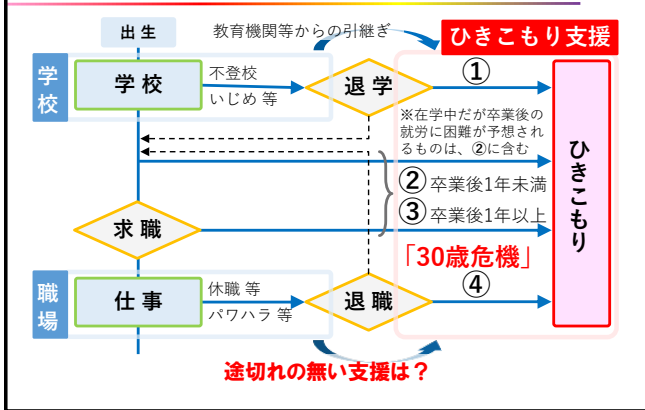 出 生
教育機関等からの引継ぎ
ひきこもり支援
学校
学 校
不登校
いじめ 等
退 学
①
※在学中だが卒業後の
就労に困難が予想され
るものは、②に含む
② 卒業後1年未満
③ 卒業後1年以上
ひきこもり
求 職
「30歳危機」
職場
仕 事
休職 等
パワハラ 等
退 職
④
途切れの無い支援は？